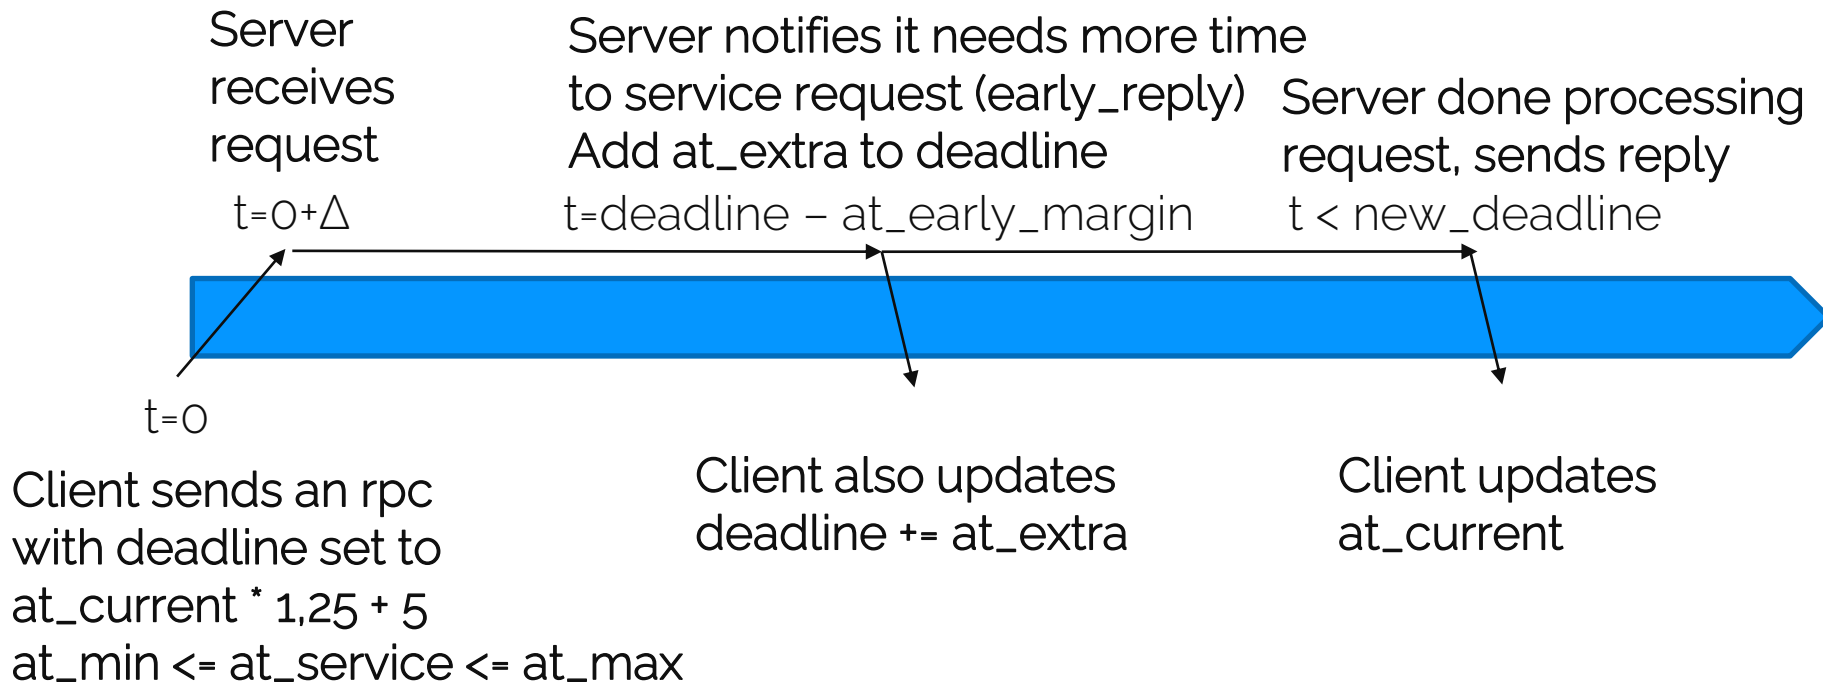 Server
receives
request
t=0+Δ
Server notifies it needs more time
to service request (early_reply)
Add at_extra to deadline
t=deadline – at_early_margin
Server done processing
request, sends reply
t < new_deadline
t=0
Client sends an rpc
with deadline set to
at_current * 1,25 + 5
at_min <= at_service <= at_max
Client also updates
deadline += at_extra
Client updates
at_current